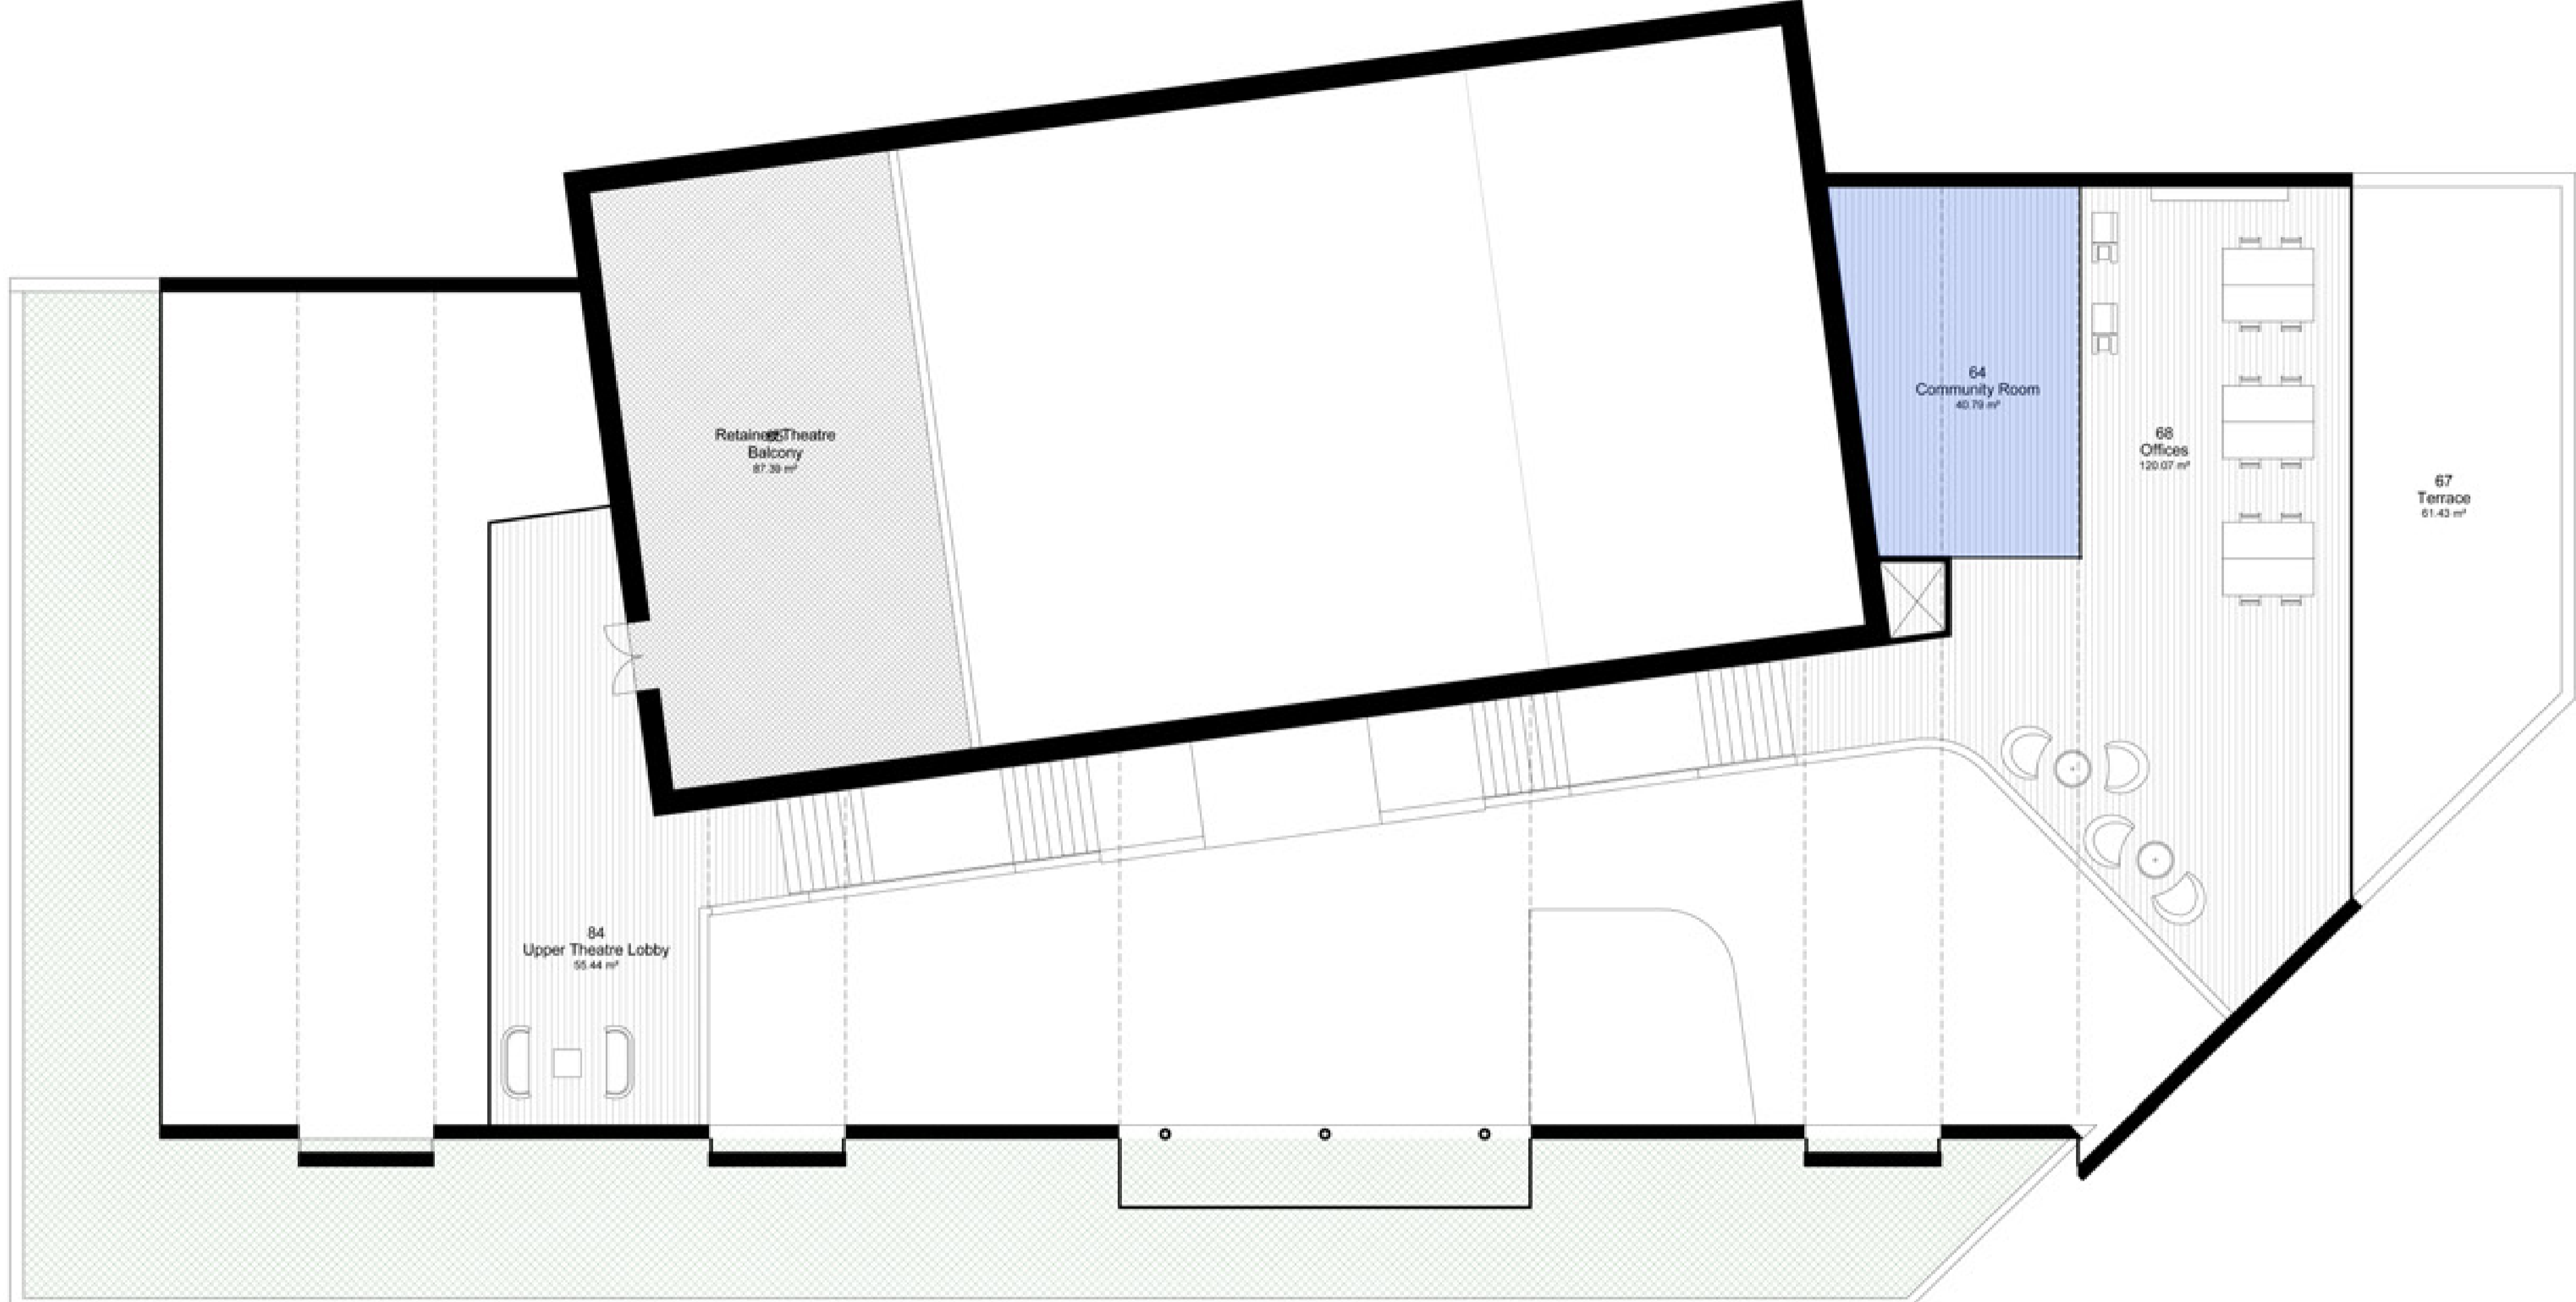 64
Community Room
40.79 m²
Retained Theatre
Balcony
87.39 m²
68
Offices
120.07 m²
67
Terrace
61.43 m²
84
Upper Theatre Lobby
55.44 m²